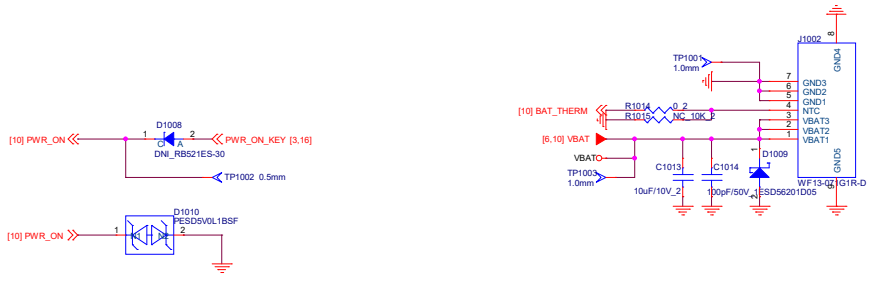 J1002
8
GND4
TP1001
1.0mm
7 GND3
6 GND2
5 GND1
4 NTC
3 VBAT3
2 VBAT2
1 VBAT1
GND5
9
WF13-07 G1R-D
[10] BAT_THERM
R1014 0_2
R1015 NC_10K_2
[6,10] VBAT
VBAT
TP1003
1.0mm
C1013
10uF/10V_2
C1014
100pF/50V_1
1 D1009
2
ESD56201D05
D1008
[10] PWR_ON
1 2
C A
PWR_ON_KEY [3,16]
DNI_RB521ES-30
TP1002 0.5mm
D1010
PESD5V0L1BSF
[10] PWR_ON
1 2